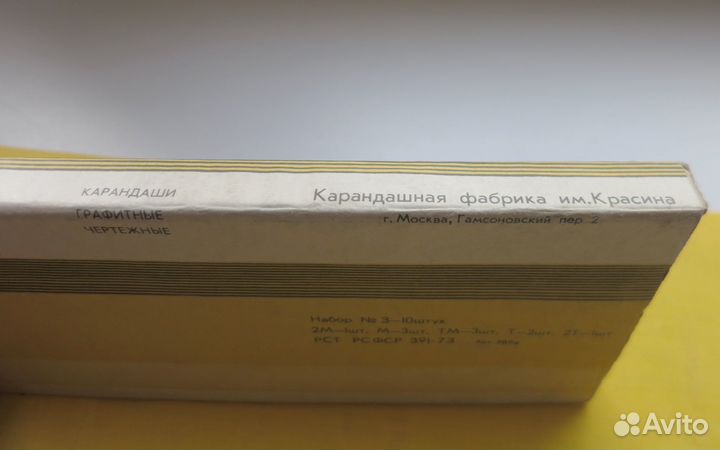 КАРАНДАШИ
ГРАФИТНЫЕ
ЧЕРТЕЖНЫЕ
Карандашная фабрика им.Красина
г. Москва, Гамсоновский пер. 2
Набор № 3—10штук
2М—1шт. М—3шт. ТМ—3шт. Т—2шт. 2Т—1шт
РСТ РСФСР 391-73
Avito